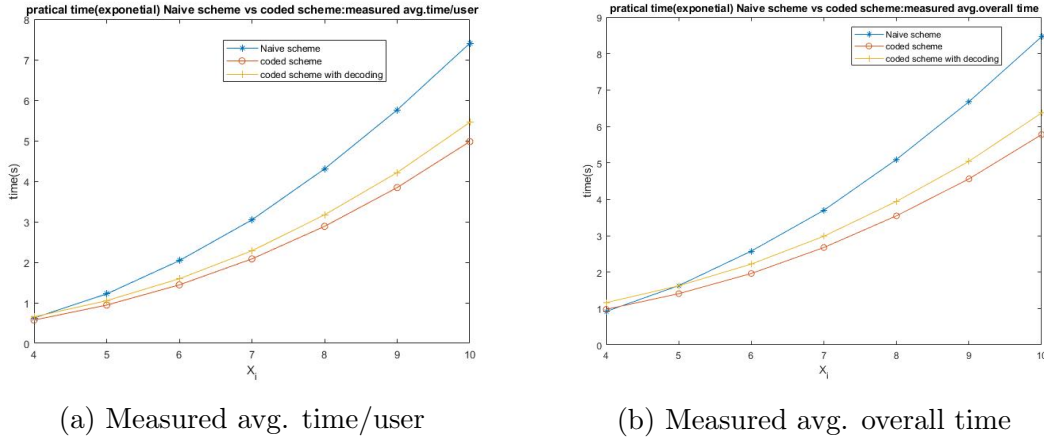 pratical time(exponetial) Naive scheme vs coded scheme:measured avg.time/user
8
7
6
5
4
3
2
1
0
time(s)
Naive scheme
coded scheme
coded scheme with decoding
4 5 6 7 8 9 10
X_i
(a) Measured avg. time/user
pratical time(exponetial) Naive scheme vs coded scheme:measured avg.overall time
9
8
7
6
5
4
3
2
1
0
time(s)
Naive scheme
coded scheme
coded scheme with decoding
4 5 6 7 8 9 10
X_i
(b) Measured avg. overall time